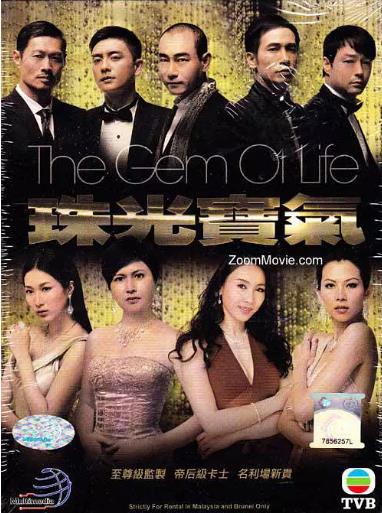 The Gem Of Life
珠光寶氣
ZoomMovie.com
7856257L
至尊級監製 帝后級卡士 名利場新貴
Multimedia
Strictly For Rental in Malaysia and Brunei Only
TVB